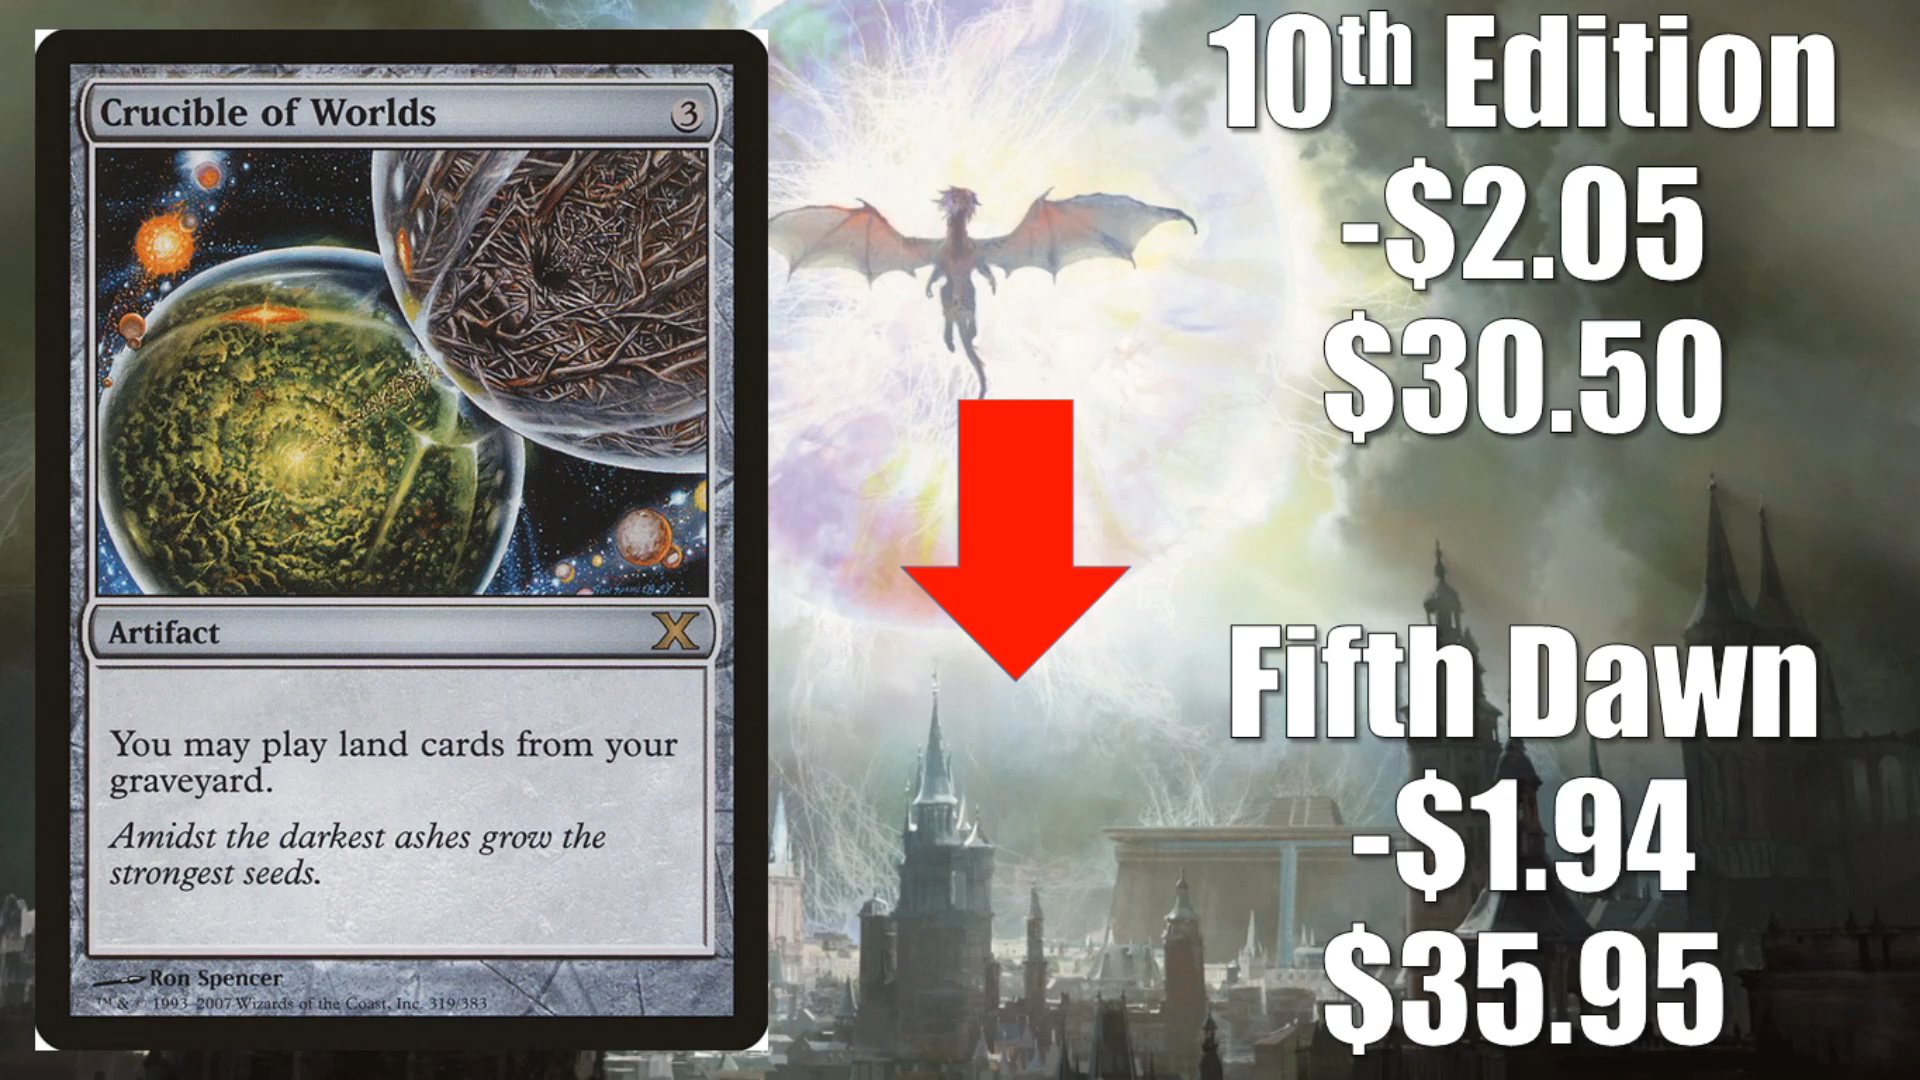 Crucible of Worlds 3
Artifact X
You may play land cards from your
graveyard.
Amidst the darkest ashes grow the
strongest seeds.
Ron Spencer
™ & © 1993–2007 Wizards of the Coast, Inc. 319/383
10th Edition
-$2.05
$30.50
Fifth Dawn
-$1.94
$35.95